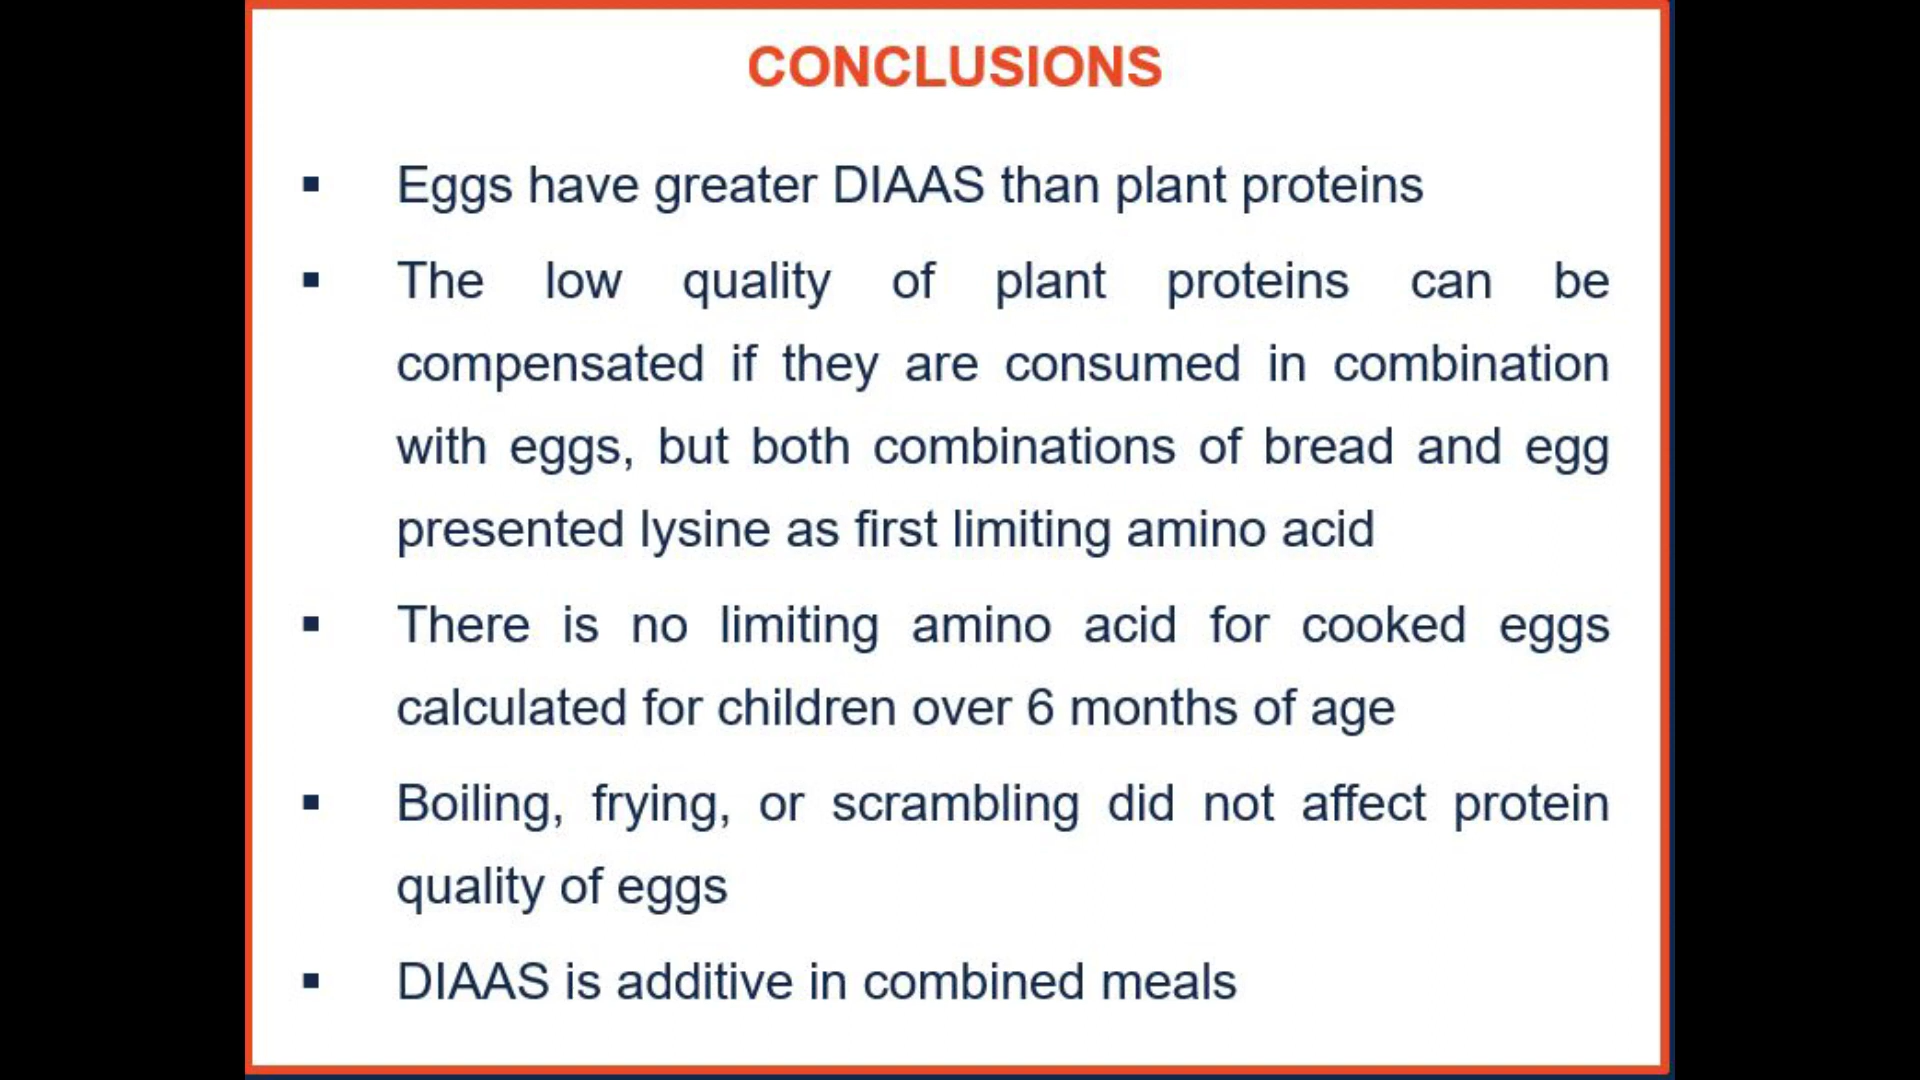 CONCLUSIONS
▪ Eggs have greater DIAAS than plant proteins
▪ The low quality of plant proteins can be
compensated if they are consumed in combination
with eggs, but both combinations of bread and egg
presented lysine as first limiting amino acid
▪ There is no limiting amino acid for cooked eggs
calculated for children over 6 months of age
▪ Boiling, frying, or scrambling did not affect protein
quality of eggs
▪ DIAAS is additive in combined meals